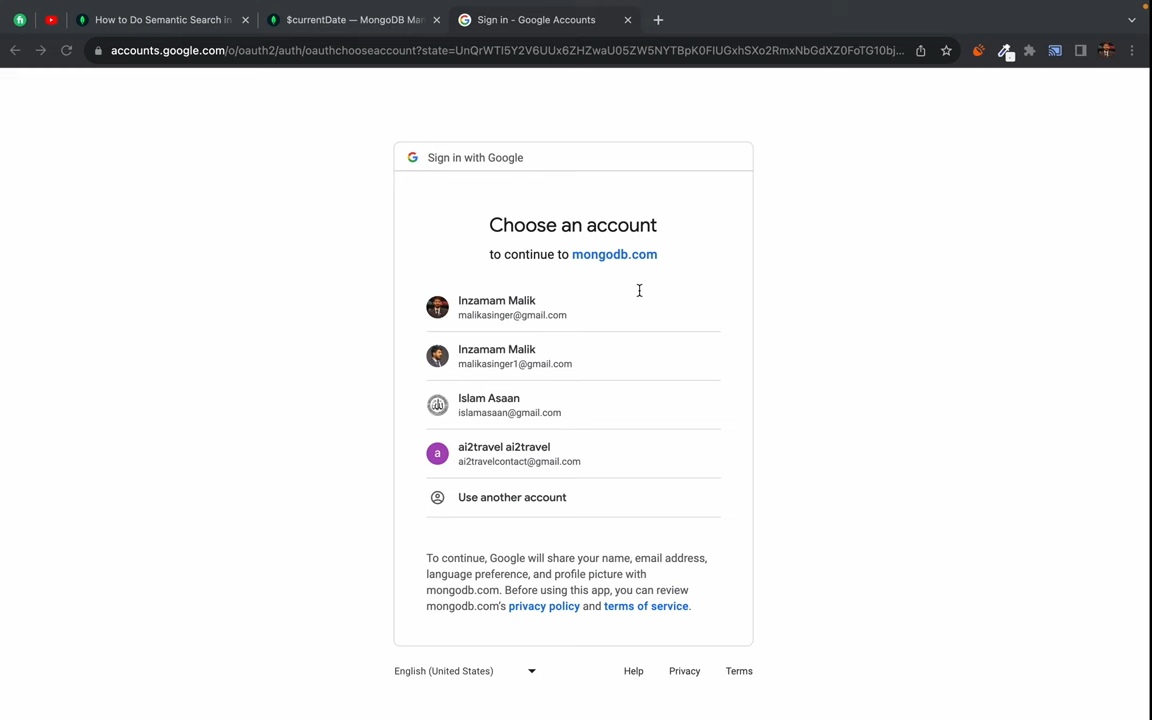 How to Do Semantic Search in
$currentDate — MongoDB Man
Sign in - Google Accounts
accounts.google.com/o/oauth2/auth/oauthchooseaccount?state=UnQrWTI5Y2V6UUx6ZHZwaU05ZW5NYTBpK0FIUGxhSXo2RmxNbGdXZ0FoTG10bj...
Sign in with Google
Choose an account
to continue to mongodb.com
Inzamam Malik
malikasinger@gmail.com
Inzamam Malik
malikasinger1@gmail.com
Islam Asaan
islamasaan@gmail.com
a
ai2travel ai2travel
ai2travelcontact@gmail.com
Use another account
To continue, Google will share your name, email address,
language preference, and profile picture with
mongodb.com. Before using this app, you can review
mongodb.com's privacy policy and terms of service.
English (United States)
Help
Privacy
Terms